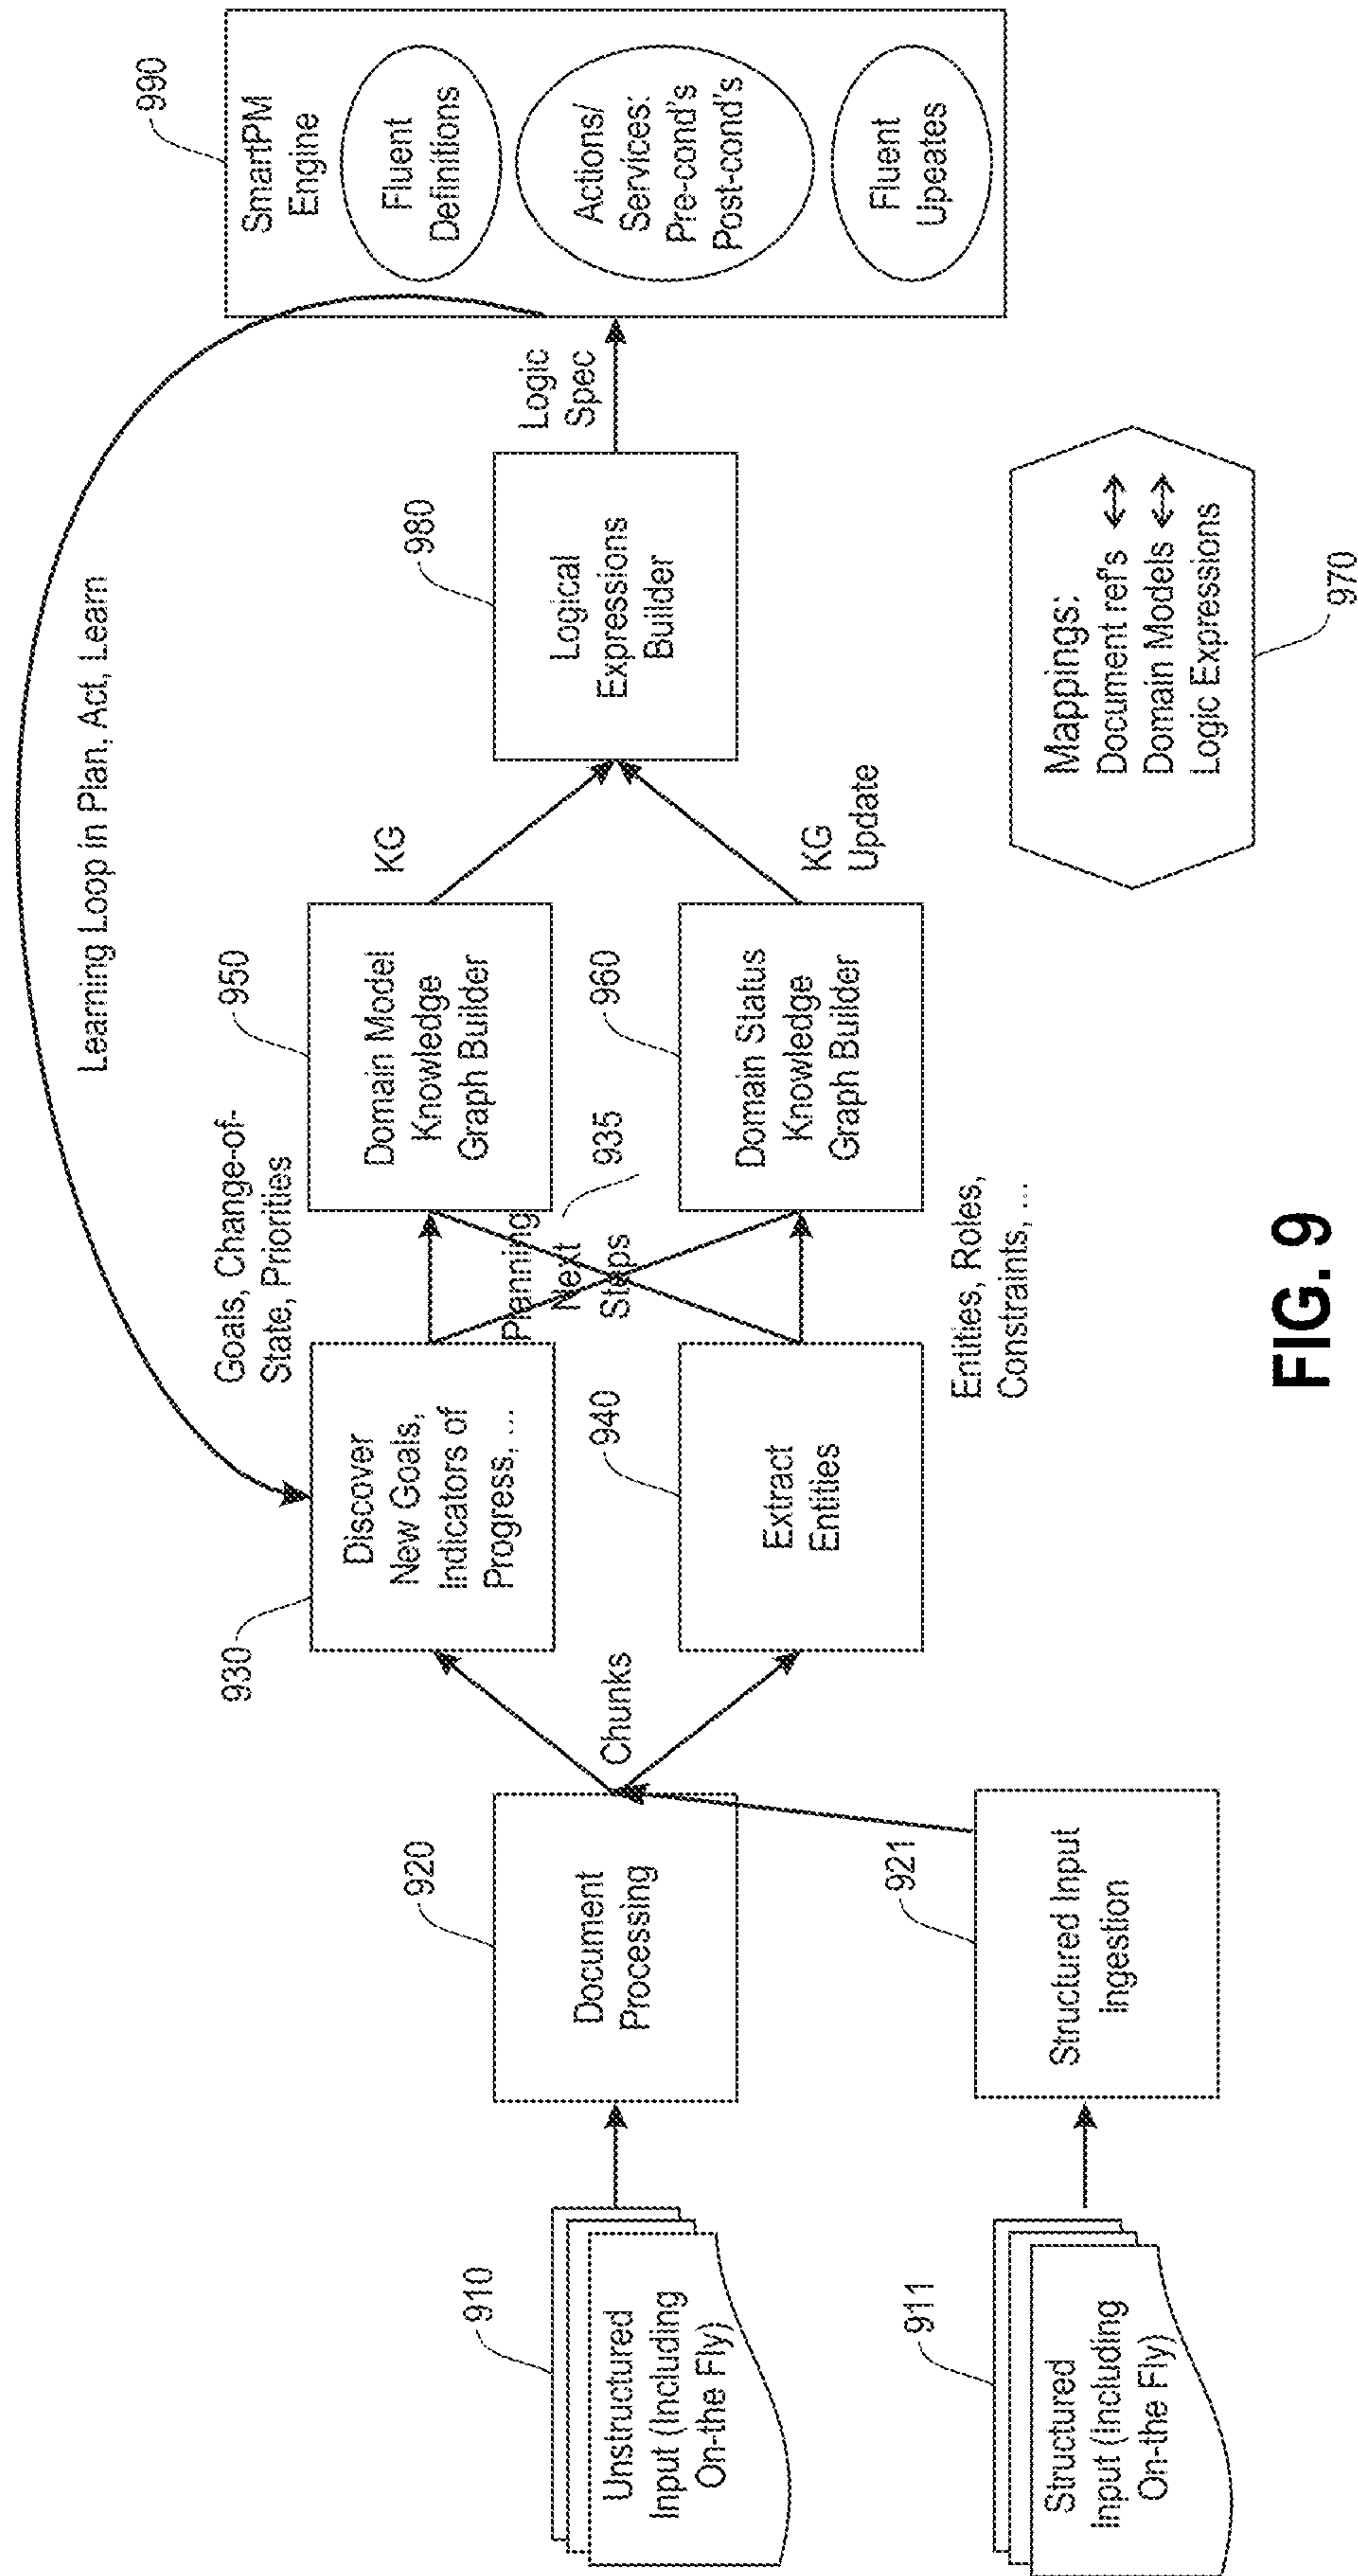 910
Unstructured
Input (Including
On-the Fly)
911
Structured
Input (Including
On-the Fly)
920
Document
Processing
921
Structured Input
Ingestion
Chunks
930
Discover
New Goals,
Indicators of
Progress, ...
940
Extract
Entities
Goals, Change-of-
State, Priorities
Planning
Next
Steps
935
Entities, Roles,
Constraints, ...
950
Domain Model
Knowledge
Graph Builder
960
Domain Status
Knowledge
Graph Builder
Learning Loop in Plan, Act, Learn
KG
KG
Update
980
Logical
Expressions
Builder
Logic
Spec
Mappings:
Document ref's ↔
Domain Models ↔
Logic Expressions
970
990
SmartPM
Engine
Fluent
Definitions
Actions/
Services:
Pre-cond's
Post-cond's
Fluent
Upeates
FIG. 9